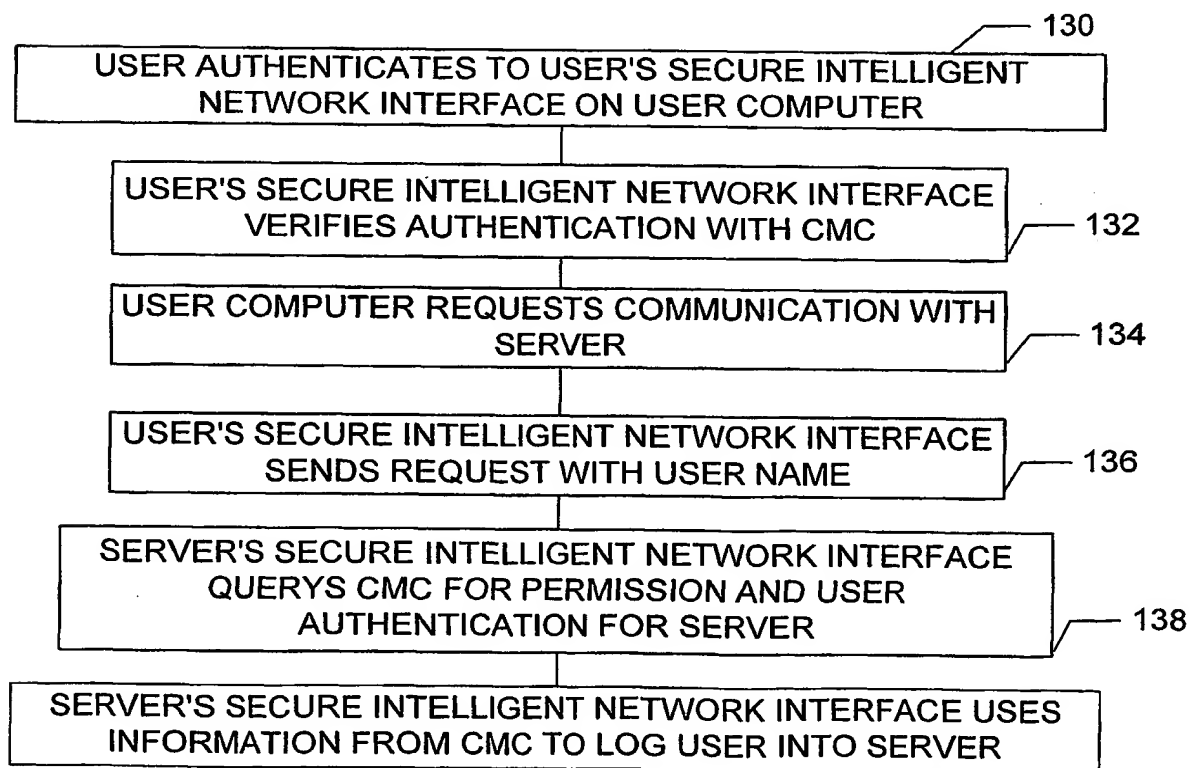 130
USER AUTHENTICATES TO USER'S SECURE INTELLIGENT
NETWORK INTERFACE ON USER COMPUTER
USER'S SECURE INTELLIGENT NETWORK INTERFACE
VERIFIES AUTHENTICATION WITH CMC
132
USER COMPUTER REQUESTS COMMUNICATION WITH
SERVER
134
USER'S SECURE INTELLIGENT NETWORK INTERFACE
SENDS REQUEST WITH USER NAME
136
SERVER'S SECURE INTELLIGENT NETWORK INTERFACE
QUERYS CMC FOR PERMISSION AND USER
AUTHENTICATION FOR SERVER
138
SERVER'S SECURE INTELLIGENT NETWORK INTERFACE USES
INFORMATION FROM CMC TO LOG USER INTO SERVER